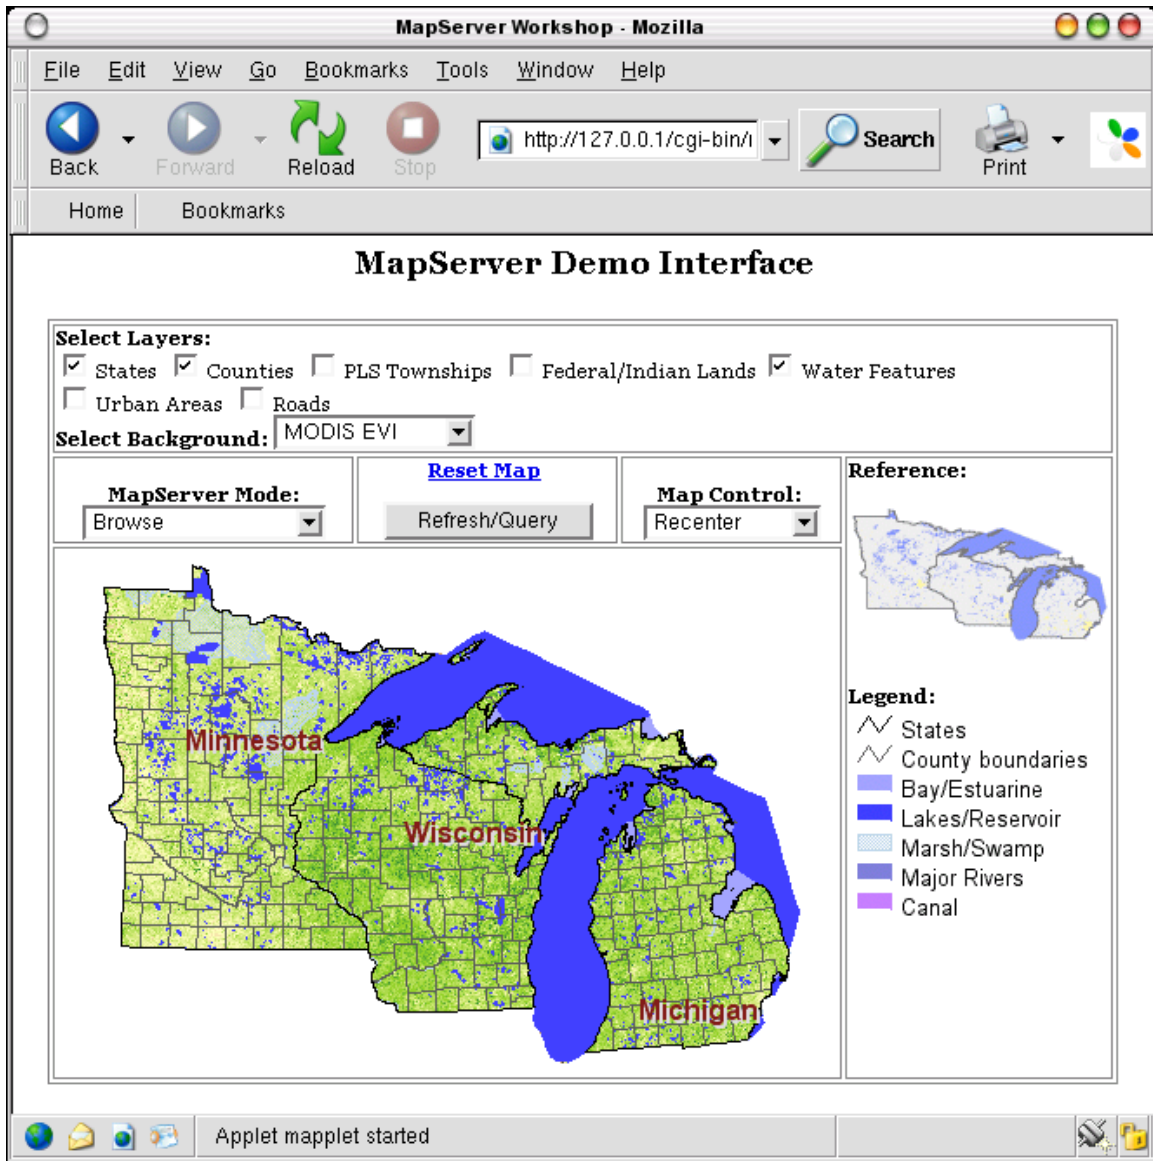 MapServer Workshop - Mozilla
File Edit View Go Bookmarks Tools Window Help
http://127.0.0.1/cgi-bin/
Search
Back Forward Reload Stop Print
Home Bookmarks
MapServer Demo Interface
Select Layers:
States Counties PLS Townships Federal/Indian Lands Water Features
Urban Areas Roads
Select Background: MODIS EVI
MapServer Mode:
Browse
Reset Map
Refresh/Query
Map Control:
Recenter
Reference:
Minnesota
Wisconsin
Michigan
Legend:
States
County boundaries
Bay/Estuarine
Lakes/Reservoir
Marsh/Swamp
Major Rivers
Canal
Applet mapplet started